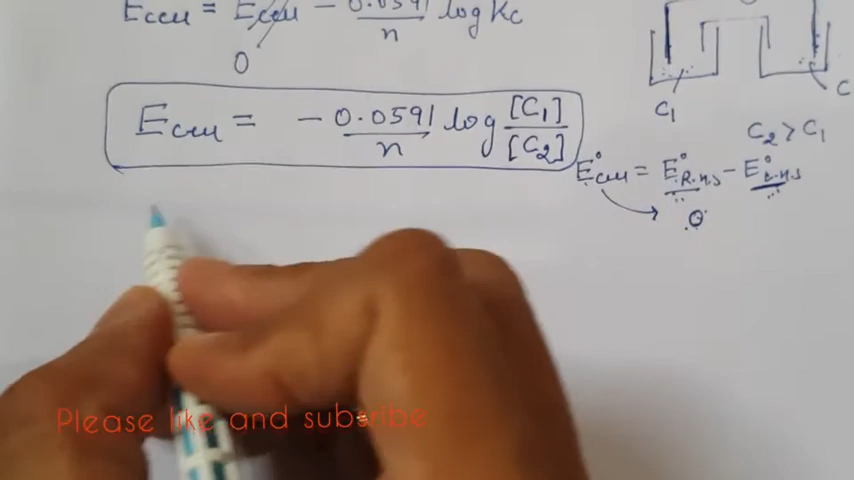 Ecell = E°cell - 0.0591/n log Kc
0
Ecell = - 0.0591/n log [C1]/[C2]
C1
C
C2 > C1
E°cell = E°R.H.S - E°L.H.S
0
Please like and subscribe